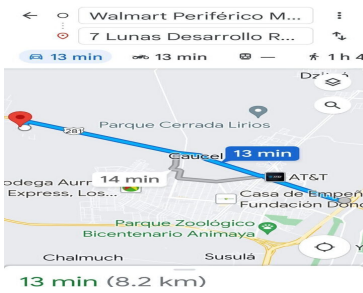 Walmart Periférico M...
7 Lunas Desarrollo R...
13 min
13 min
—
1 h 4
Dz
281
Parque Cerrada Lirios
Caucel
13 min
AT&T
14 min
odega Aurr
Express, Los...
Casa de Empeñ
Fundación Don
Parque Zoológico
Bicentenario Animaya
Y
Chalmuch
Susulá
13 min (8.2 km)